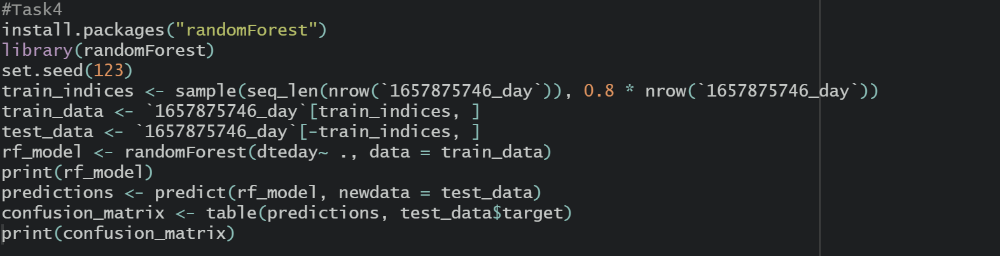 #Task4
install.packages("randomForest")
library(randomForest)
set.seed(123)
train_indices <- sample(seq_len(nrow(`1657875746_day`)), 0.8 * nrow(`1657875746_day`))
train_data <- `1657875746_day`[train_indices, ]
test_data <- `1657875746_day`[-train_indices, ]
rf_model <- randomForest(dteday~ ., data = train_data)
print(rf_model)
predictions <- predict(rf_model, newdata = test_data)
confusion_matrix <- table(predictions, test_data$target)
print(confusion_matrix)